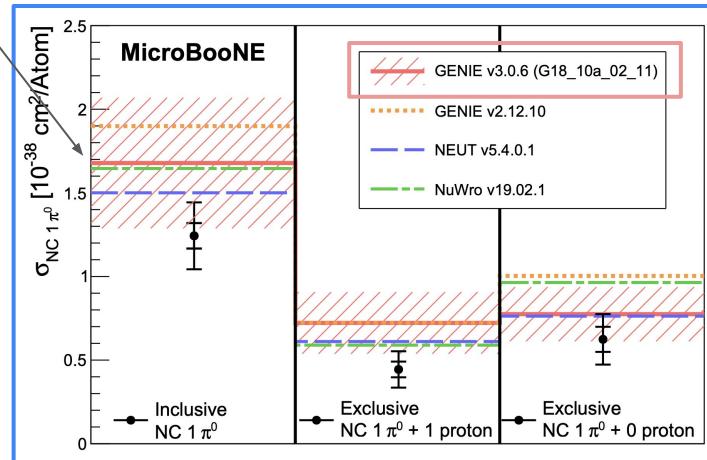 MicroBooNE
σNC 1 π⁰ [10⁻³⁸ cm²/Atom]
2.5
2
1.5
1
0.5
0
GENIE v3.0.6 (G18_10a_02_11)
GENIE v2.12.10
NEUT v5.4.0.1
NuWro v19.02.1
Inclusive
NC 1 π⁰
Exclusive
NC 1 π⁰ + 1 proton
Exclusive
NC 1 π⁰ + 0 proton